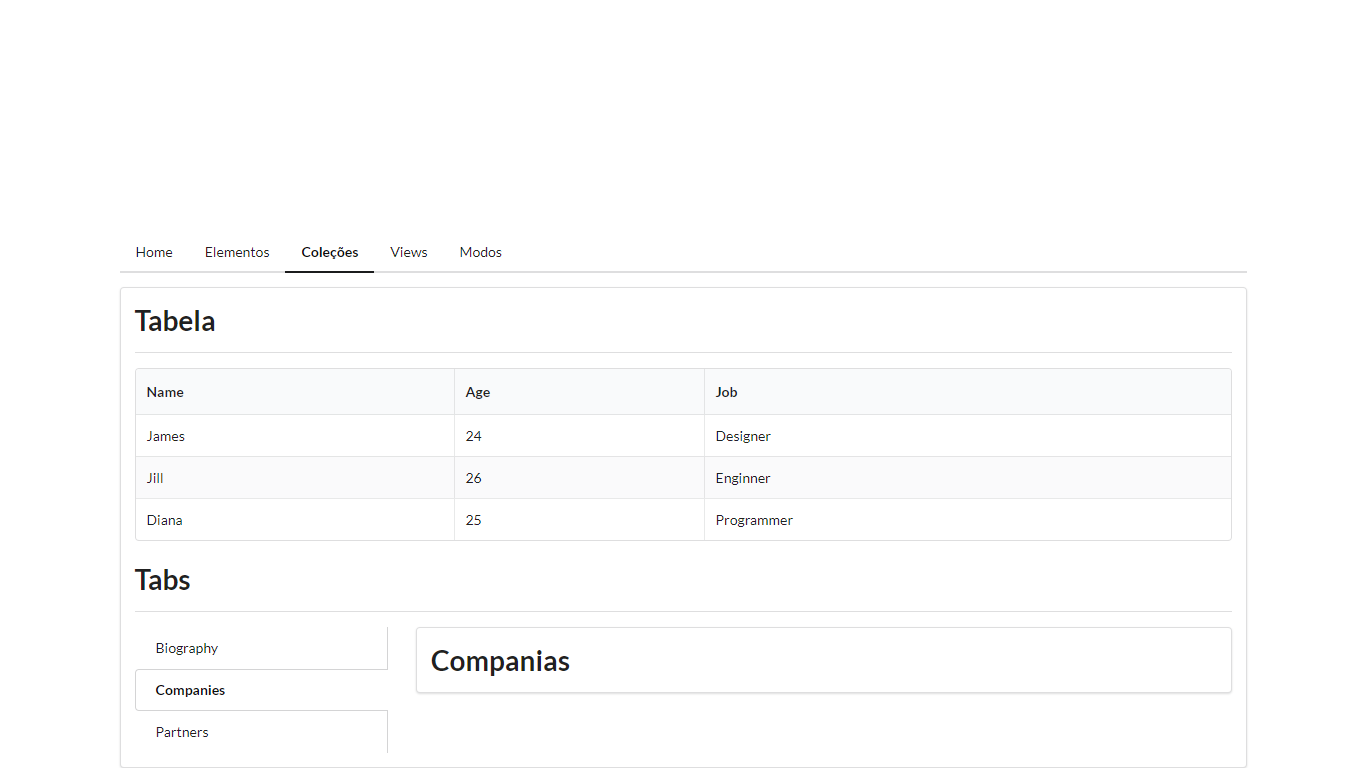 Home Elementos Coleções Views Modos
Tabela
Name Age Job
James 24 Designer
Jill 26 Enginner
Diana 25 Programmer
Tabs
Biography
Companias
Companies
Partners